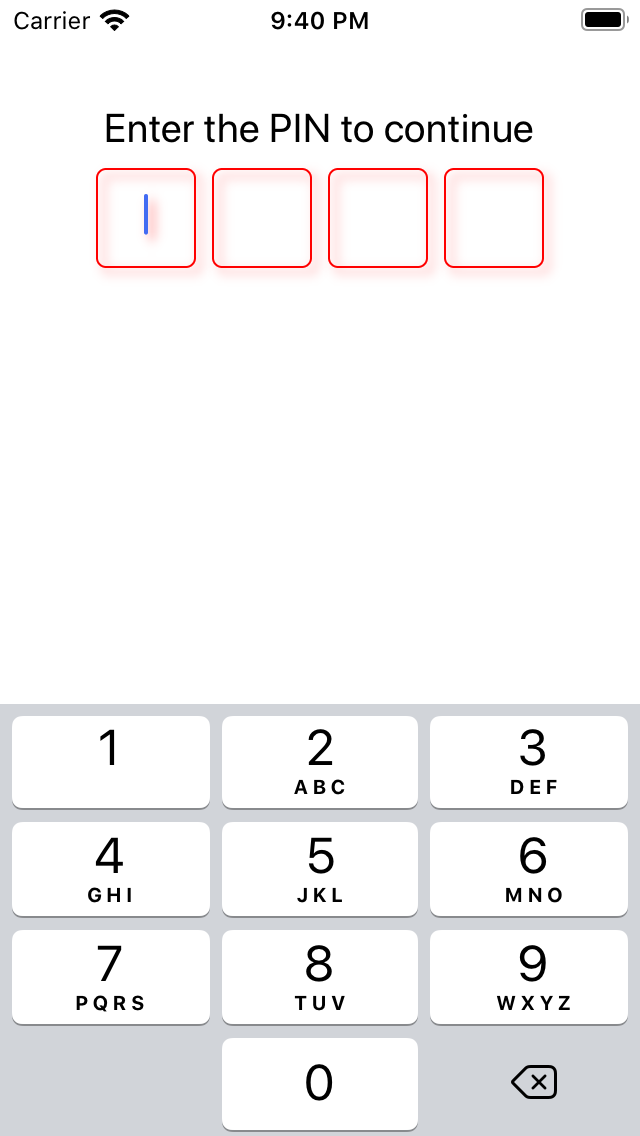 Carrier 9:40 PM
Enter the PIN to continue
1 2 3
ABC DEF
4 5 6
GHI JKL MNO
7 8 9
PQRS TUV WXYZ
0